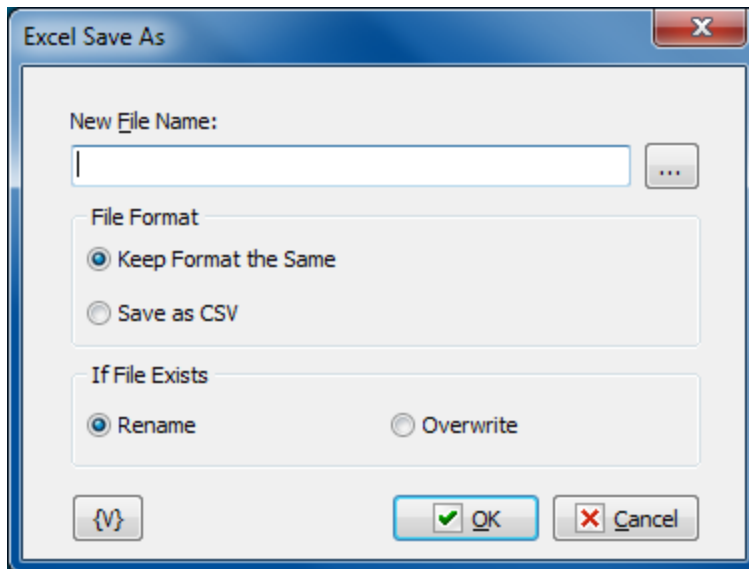 Excel Save As
New File Name:
...
File Format
Keep Format the Same
Save as CSV
If File Exists
Rename Overwrite
{V} OK Cancel